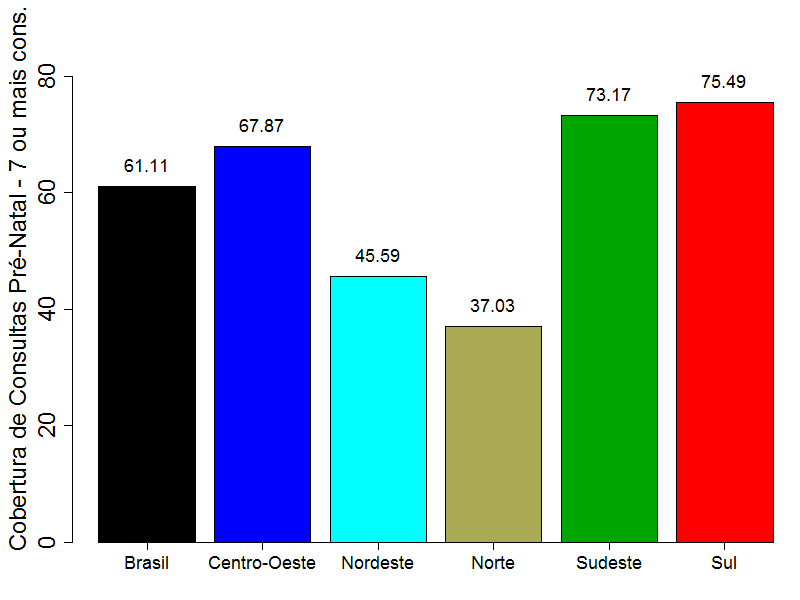 Cobertura de Consultas Pré-Natal - 7 ou mais cons.
80
60
40
20
0
61.11
67.87
45.59
37.03
73.17
75.49
Brasil
Centro-Oeste
Nordeste
Norte
Sudeste
Sul